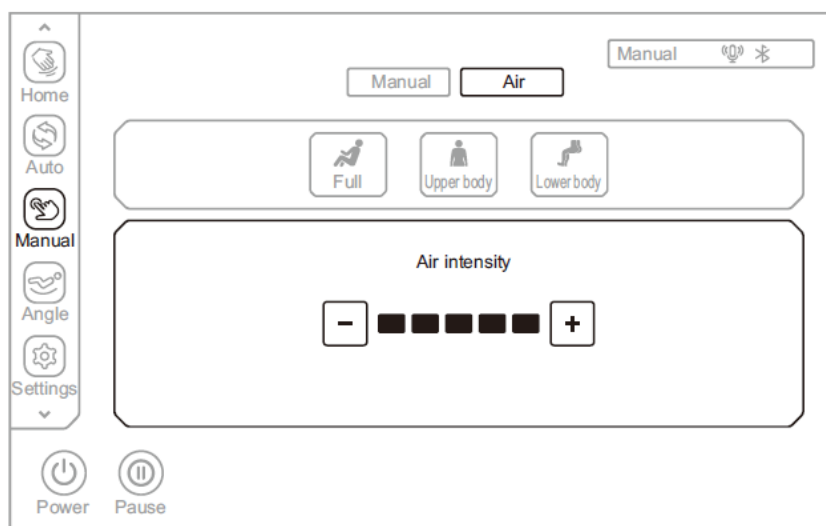 Home
Auto
Manual
Angle
Settings
Power
Pause
Manual
Air
Manual
Full
Upper body
Lower body
Air intensity
-
+